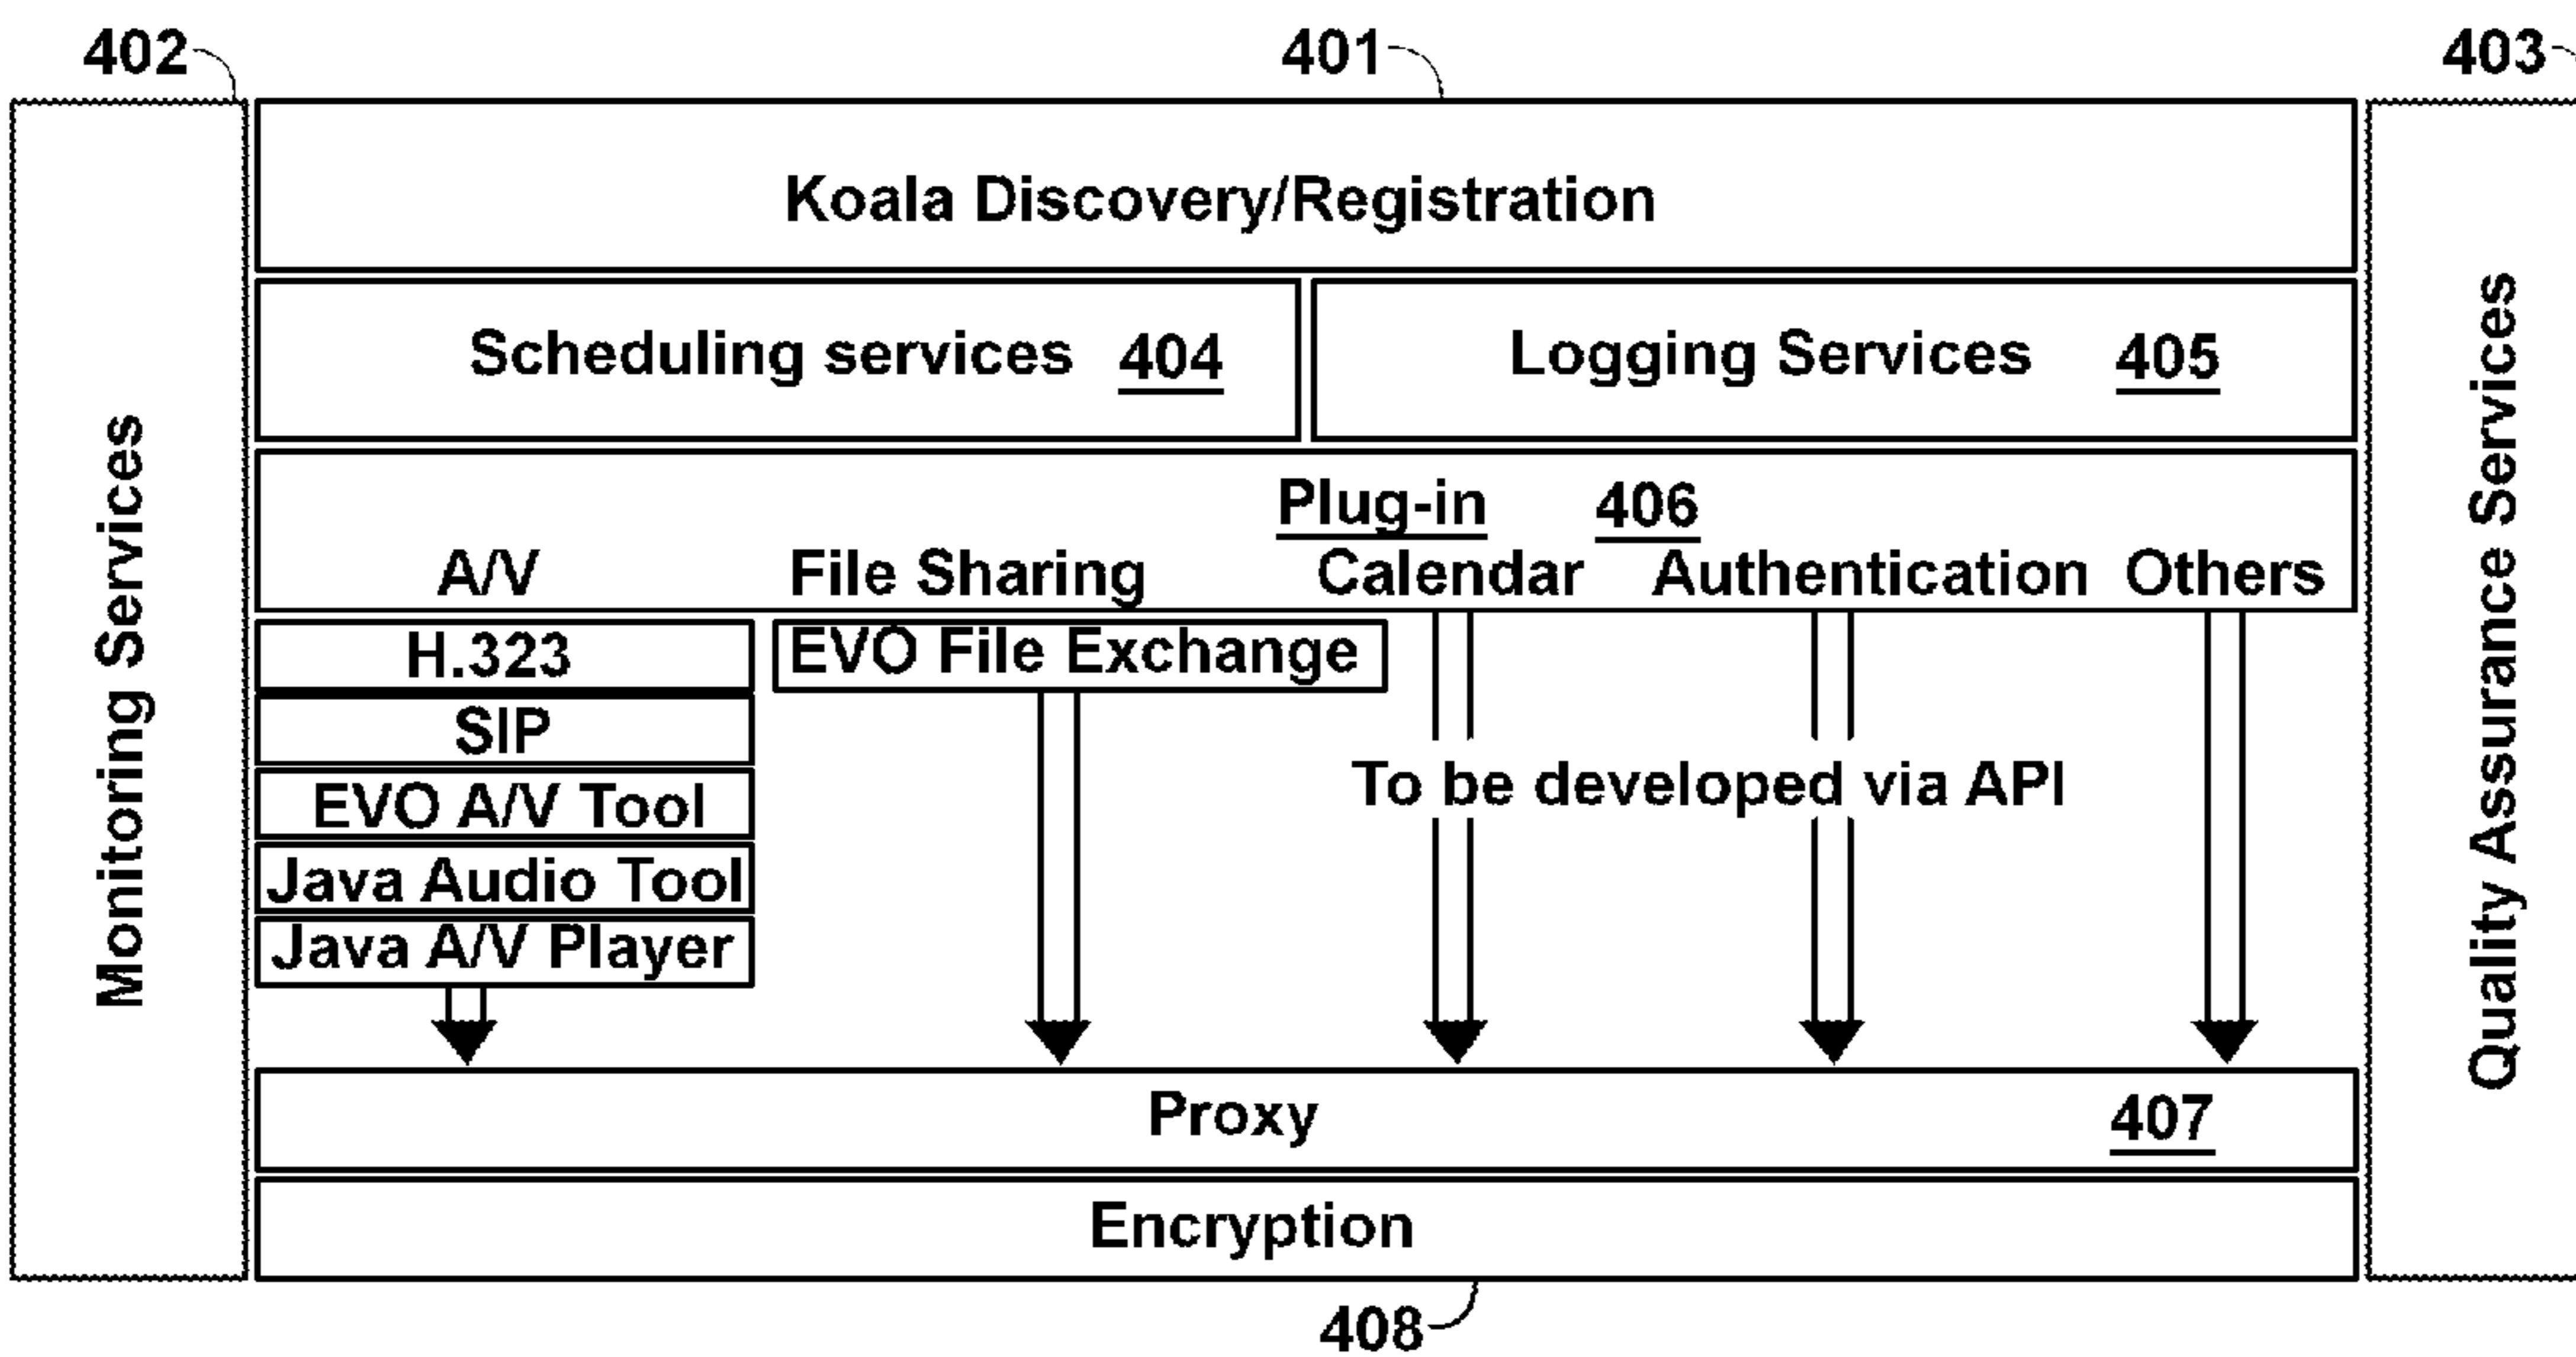 402
401
403
Koala Discovery/Registration
Scheduling services 404
Logging Services 405
Monitoring Services
Quality Assurance Services
Plug-in 406
A/V File Sharing Calendar Authentication Others
H.323
EVO File Exchange
SIP
EVO A/V Tool
To be developed via API
Java Audio Tool
Java A/V Player
Proxy 407
Encryption
408